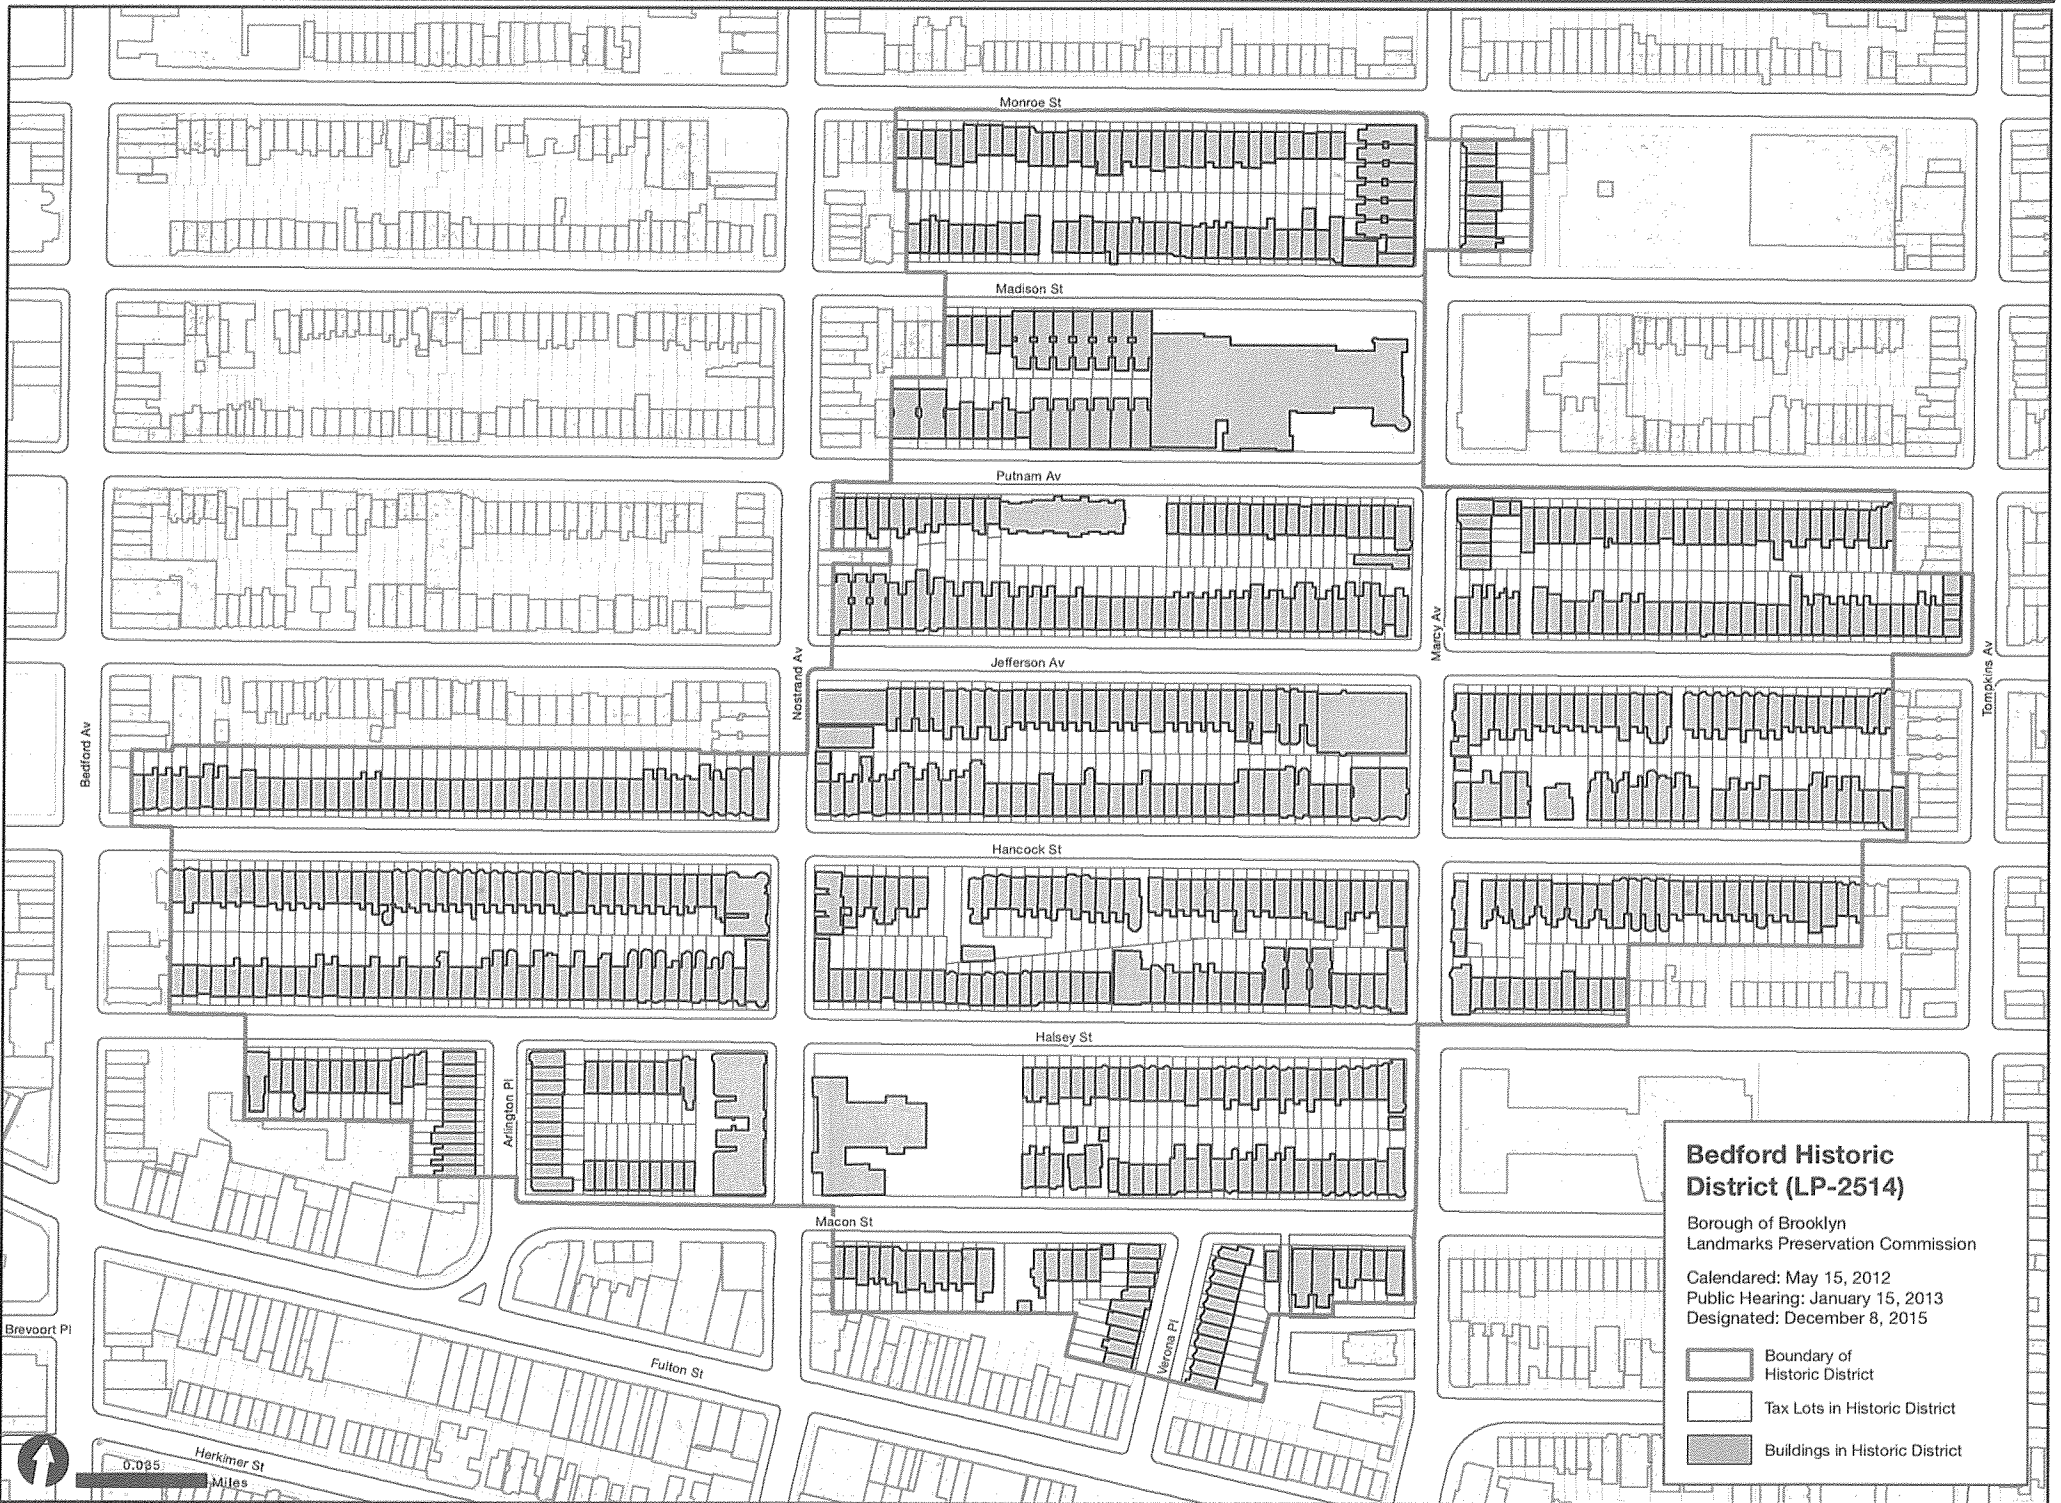 Monroe St
Madison St
Putnam Av
Marcy Av
Jefferson Av
Nostrand Av
Tompkins Av
Bedford Av
Hancock St
Halsey St
Arlington Pl
Macon St
Verona Pl
Brevoort Pl
Fulton St
Herkimer St
0.035
Miles
Bedford Historic
District (LP-2514)
Borough of Brooklyn
Landmarks Preservation Commission
Calendared: May 15, 2012
Public Hearing: January 15, 2013
Designated: December 8, 2015
Boundary of
Historic District
Tax Lots in Historic District
Buildings in Historic District